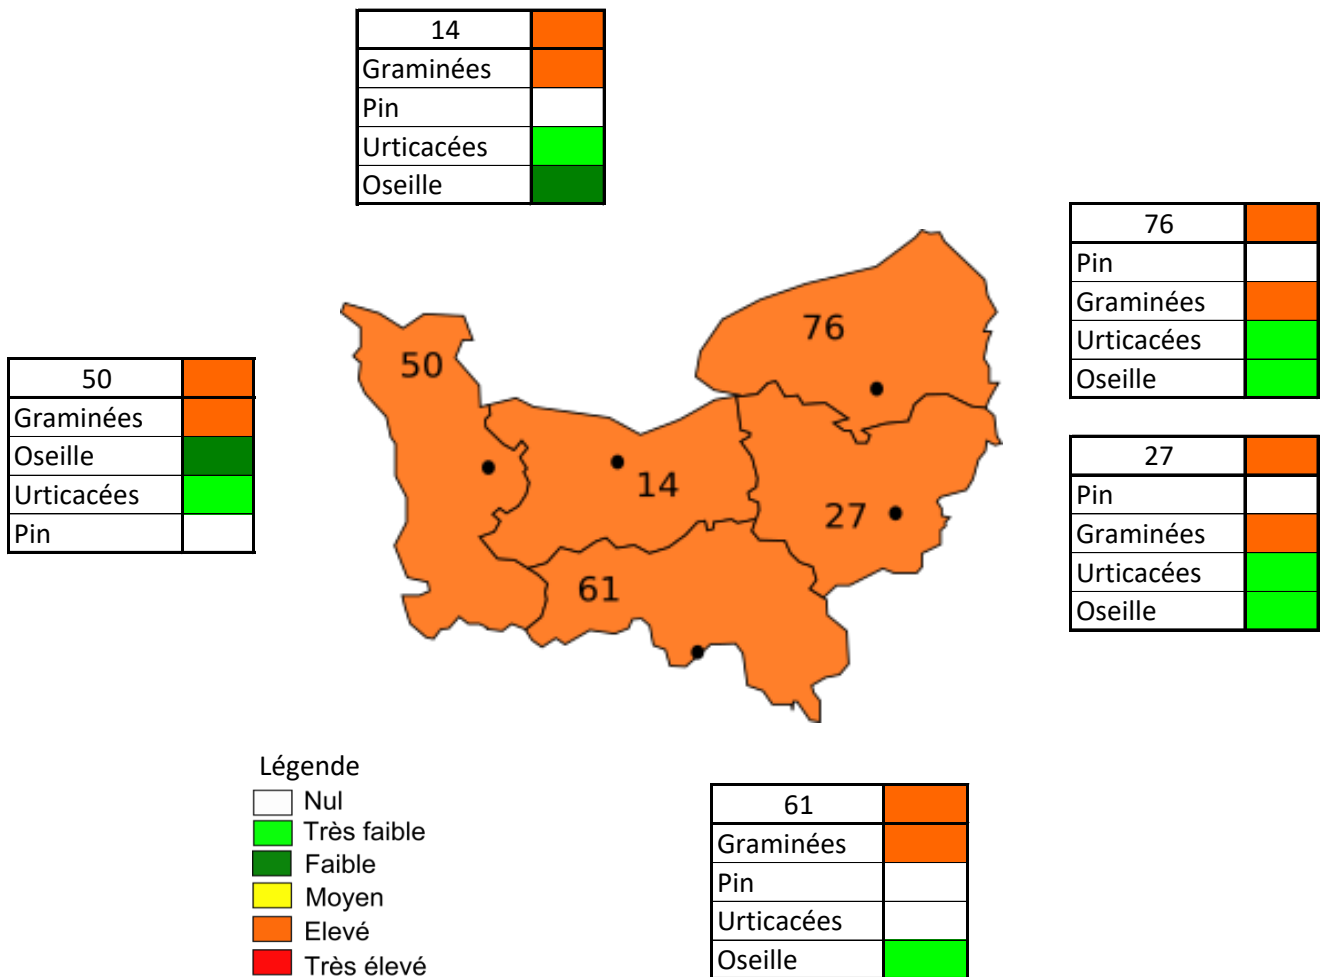 14
Graminées
Pin
Urticacées
Oseille
76
Pin
Graminées
Urticacées
Oseille
50
Graminées
Oseille
Urticacées
Pin
76
50
14
27
61
27
Pin
Graminées
Urticacées
Oseille
Légende
Nul
Très faible
Faible
Moyen
Elevé
Très élevé
61
Graminées
Pin
Urticacées
Oseille